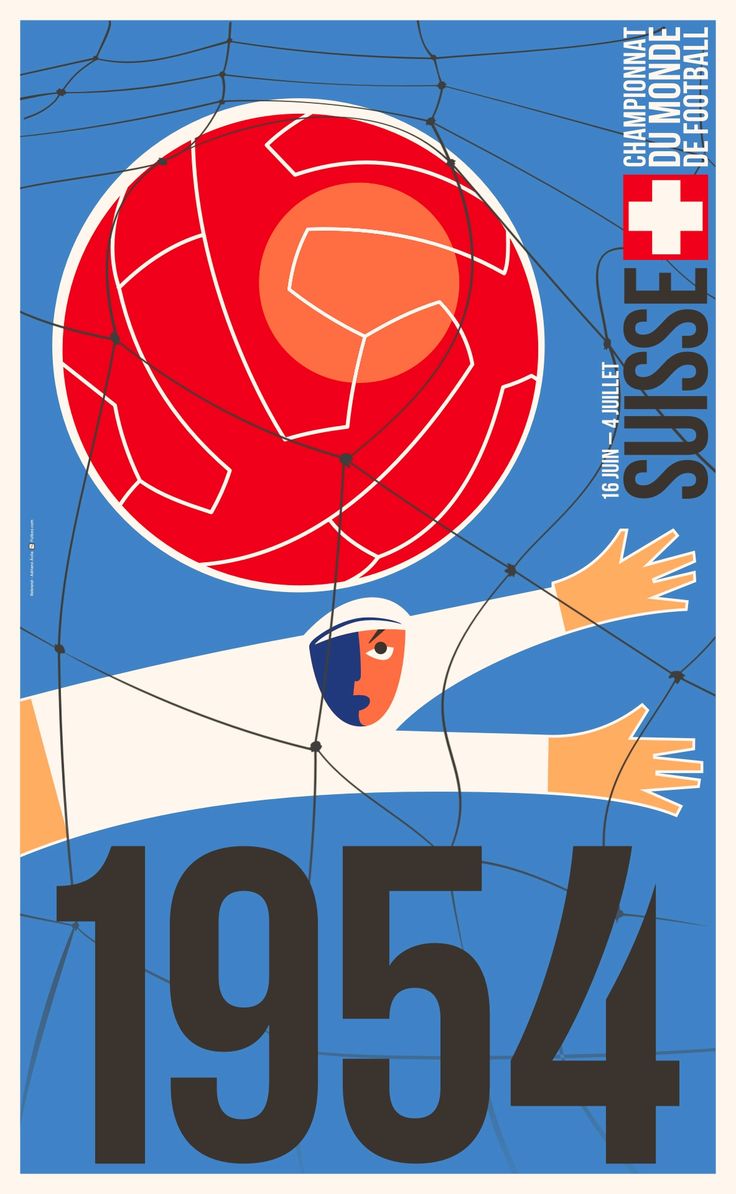 CHAMPIONNAT
DU MONDE
DE FOOTBALL
SUISSE
16 JUIN – 4 JUILLET
1954